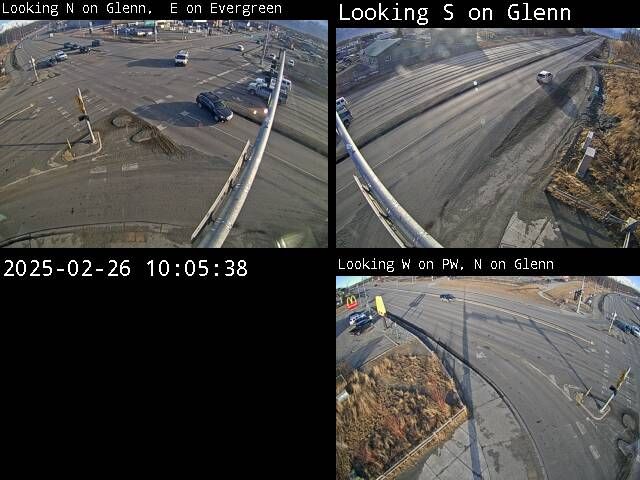 Looking N on Glenn,  E on Evergreen
Looking S on Glenn
2025-02-26 10:05:38
Looking W on PW, N on Glenn